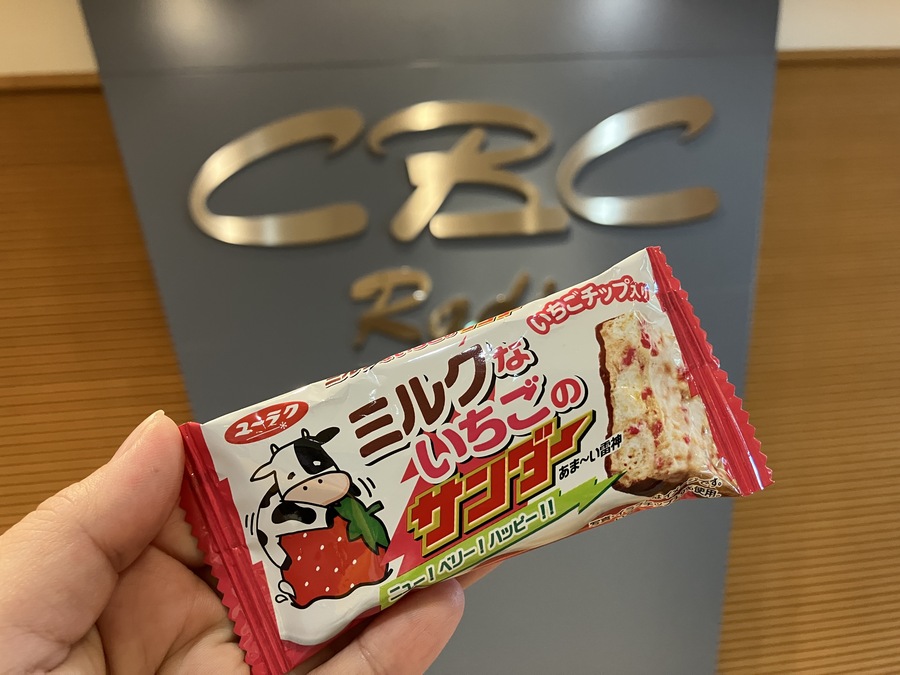 CBC
Radi
ユーラク
いちごチップ入り
ミルクな
いちごの
サンダー
あま〜い雷神
ニュー!ベリー!ハッピー!!